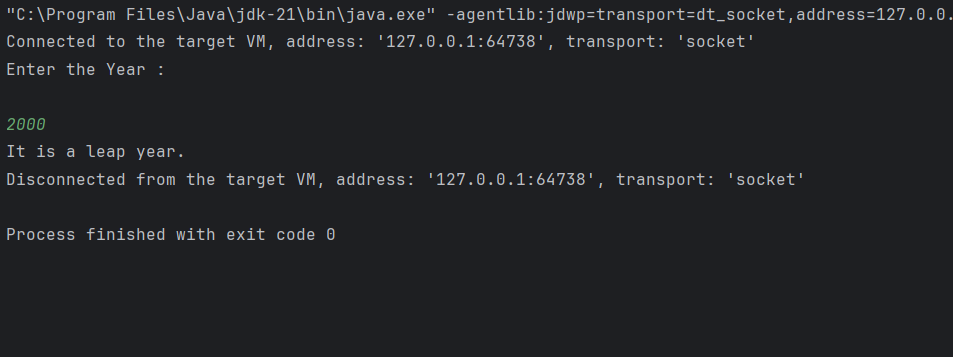 "C:\Program Files\Java\jdk-21\bin\java.exe" -agentlib:jdwp=transport=dt_socket,address=127.0.0.
Connected to the target VM, address: '127.0.0.1:64738', transport: 'socket'
Enter the Year :
2000
It is a leap year.
Disconnected from the target VM, address: '127.0.0.1:64738', transport: 'socket'
Process finished with exit code 0